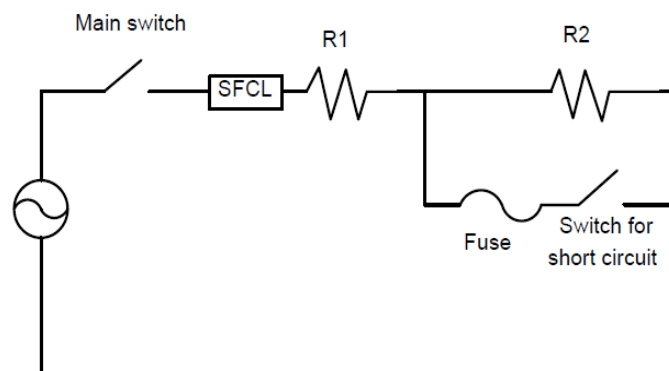 Main switch
R1
R2
SFCL
Fuse
Switch for
short circuit